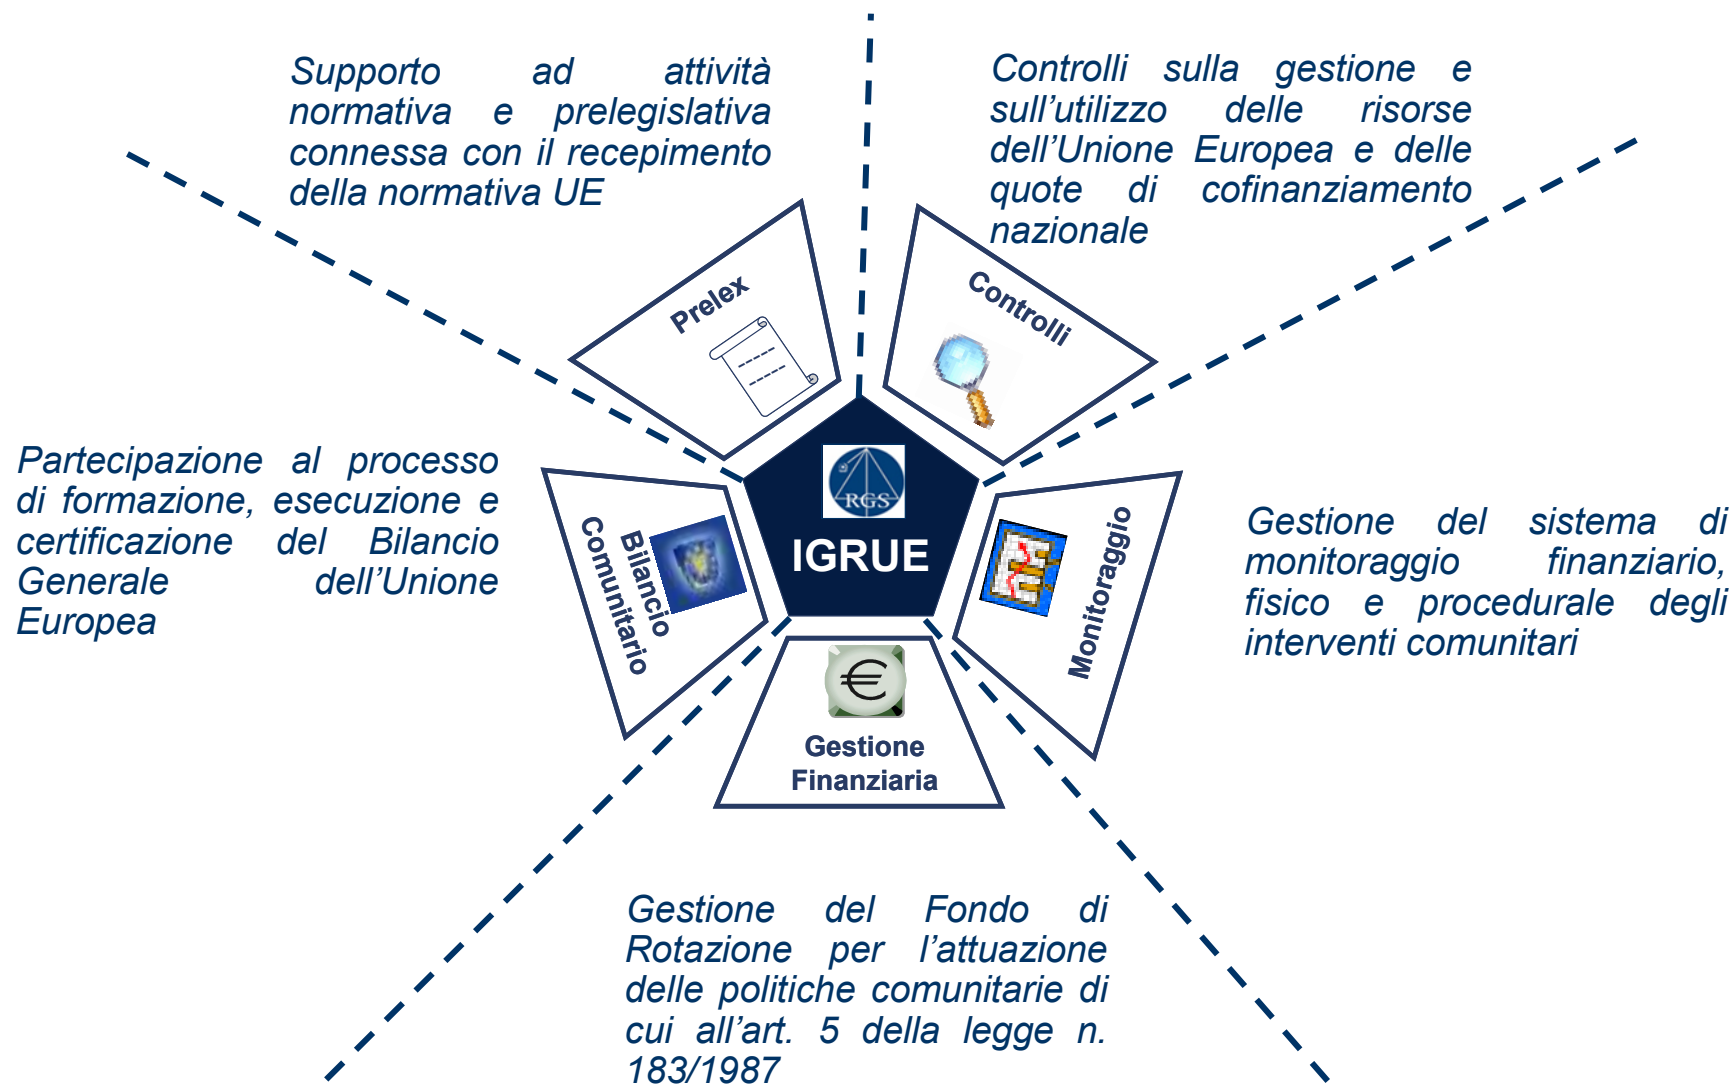 Supporto ad attività
normativa e prelegislativa
connessa con il recepimento
della normativa UE
Controlli sulla gestione e
sull’utilizzo delle risorse
dell’Unione Europea e delle
quote di cofinanziamento
nazionale
Prelex
Controlli
Partecipazione al processo
di formazione, esecuzione e
certificazione del Bilancio
Generale dell’Unione
Europea
Bilancio
Comunitario
RGS
IGRUE
Monitoraggio
Gestione del sistema di
monitoraggio finanziario,
fisico e procedurale degli
interventi comunitari
Gestione
Finanziaria
Gestione del Fondo di
Rotazione per l’attuazione
delle politiche comunitarie di
cui all’art. 5 della legge n.
183/1987